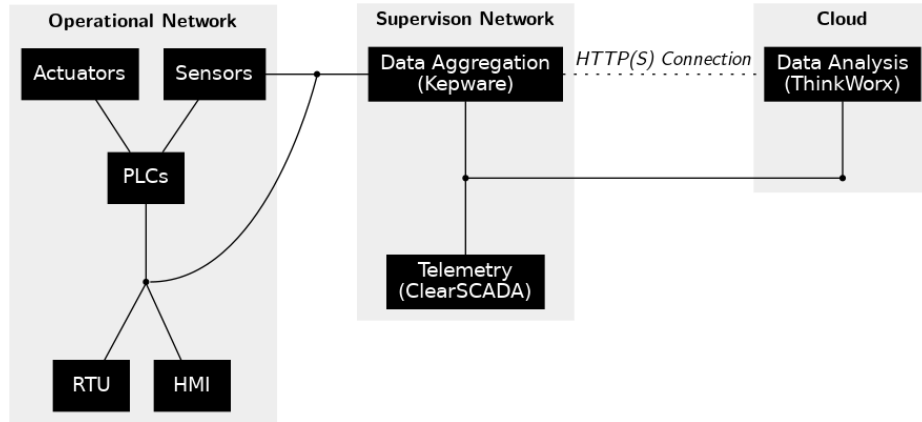 Operational Network
Supervison Network
Cloud
Actuators
Sensors
Data Aggregation
(Kepware)
HTTP(S) Connection
Data Analysis
(ThinkWorx)
PLCs
Telemetry
(ClearSCADA)
RTU
HMI